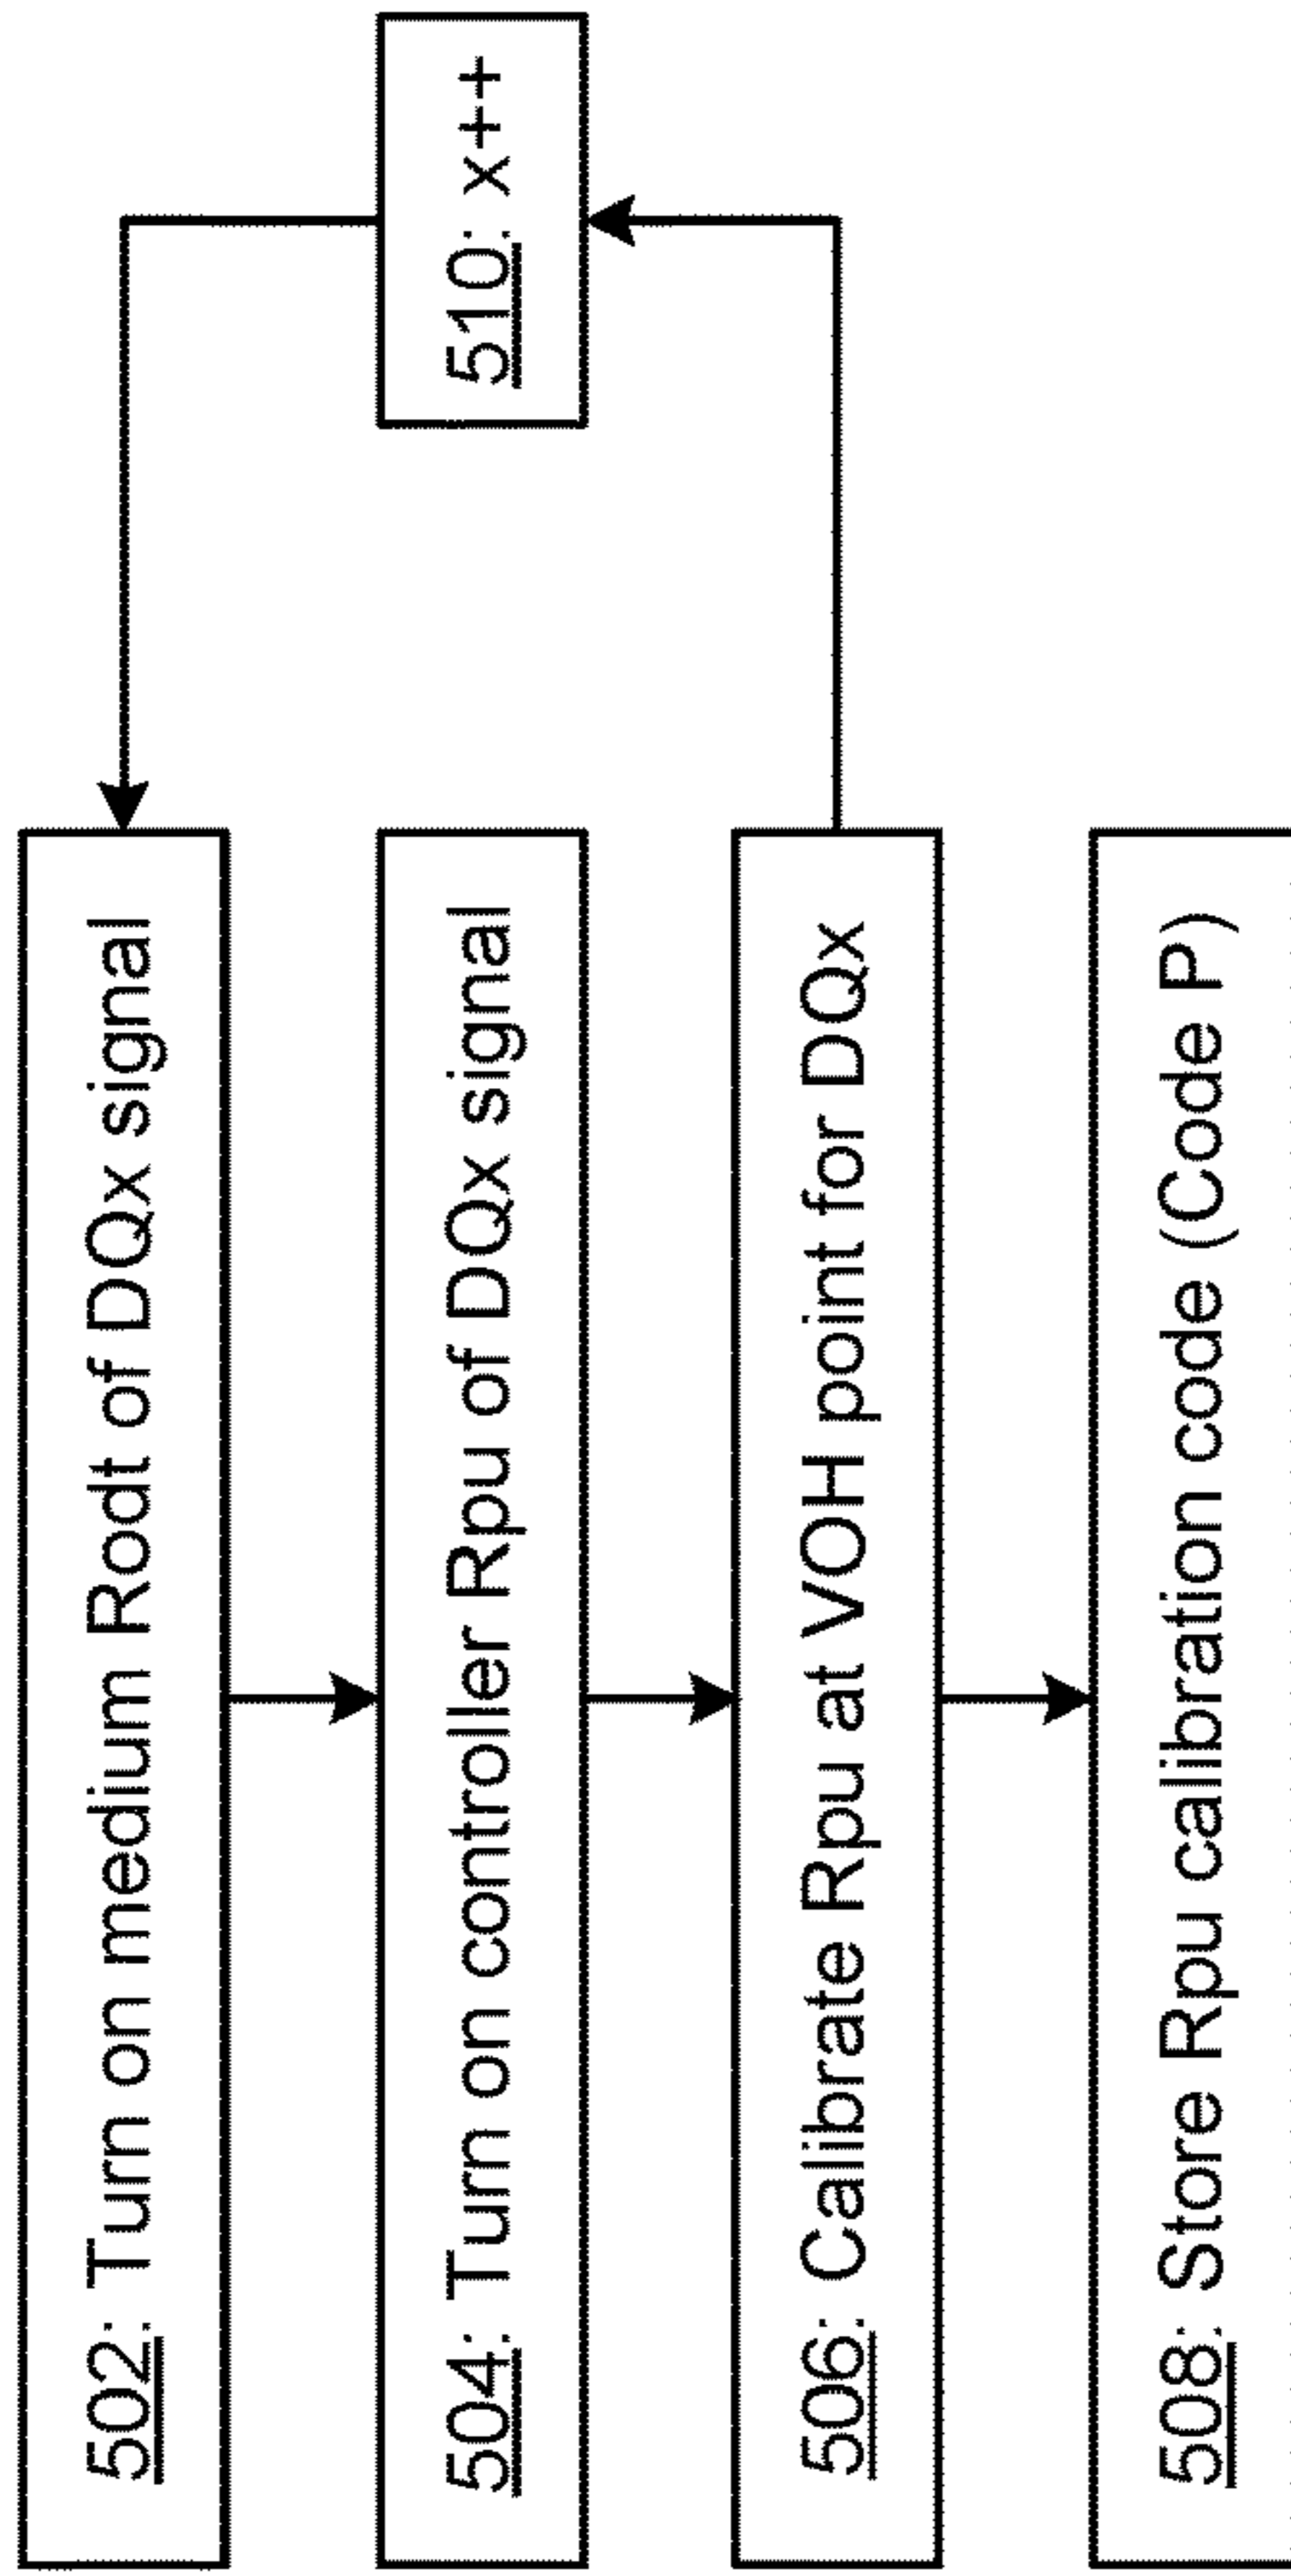 502: Turn on medium Rodt of DQx signal
504: Turn on controller Rpu of DQx signal
506: Calibrate Rpu at VOH point for DQx
508: Store Rpu calibration code (Code P)
510: x++